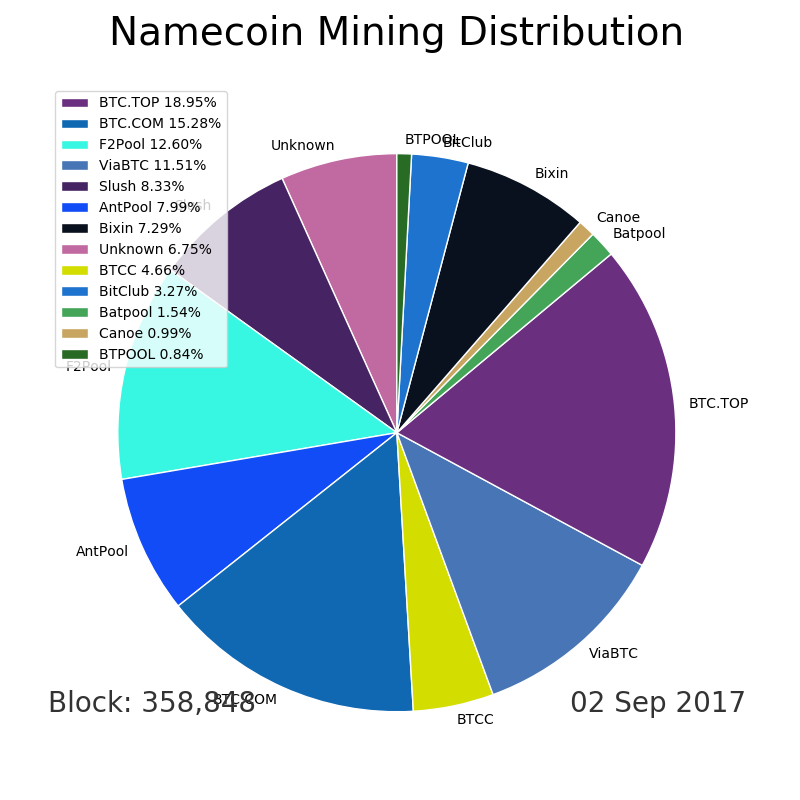 Namecoin Mining Distribution
BTC.TOP 18.95%
BTC.COM 15.28%
F2Pool 12.60%
ViaBTC 11.51%
Slush 8.33%
AntPool 7.99%
Bixin 7.29%
Unknown 6.75%
BTCC 4.66%
BitClub 3.27%
Batpool 1.54%
Canoe 0.99%
BTPOOL 0.84%
Unknown
BTPOOL
BitClub
Bixin
Canoe
Batpool
Slush
F2Pool
BTC.TOP
AntPool
ViaBTC
BTC.COM
BTCC
Block: 358,848
02 Sep 2017